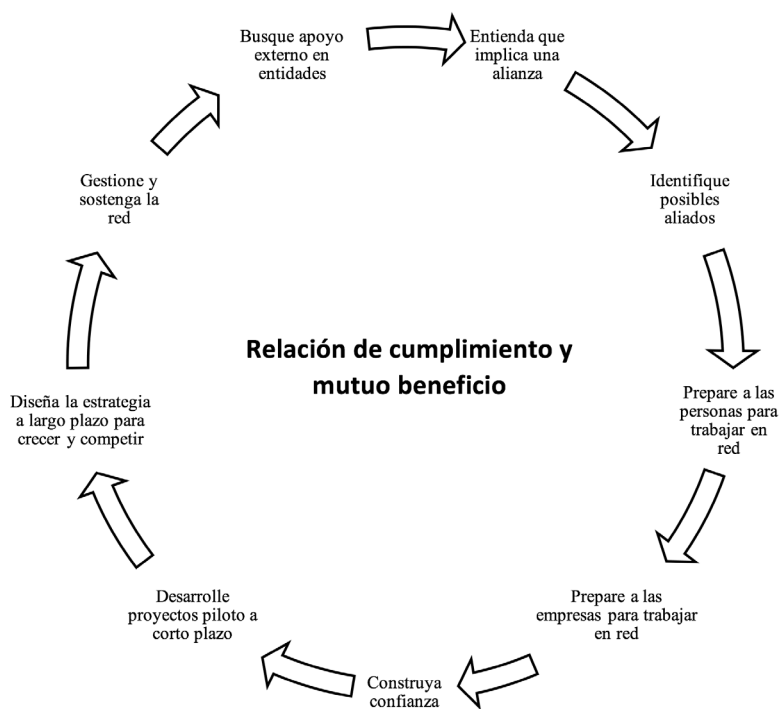 Busque apoyo
externo en
entidades
Entienda que
implica una
alianza
Identifique
posibles
aliados
Prepare a las
personas para
trabajar en
red
Prepare a las
empresas para trabajar
en red
Construya
confianza
Desarrolle
proyectos piloto a
corto plazo
Diseña la estrategia
a largo plazo para
crecer y competir
Gestione y
sostenga la
red
Relación de cumplimiento y
mutuo beneficio